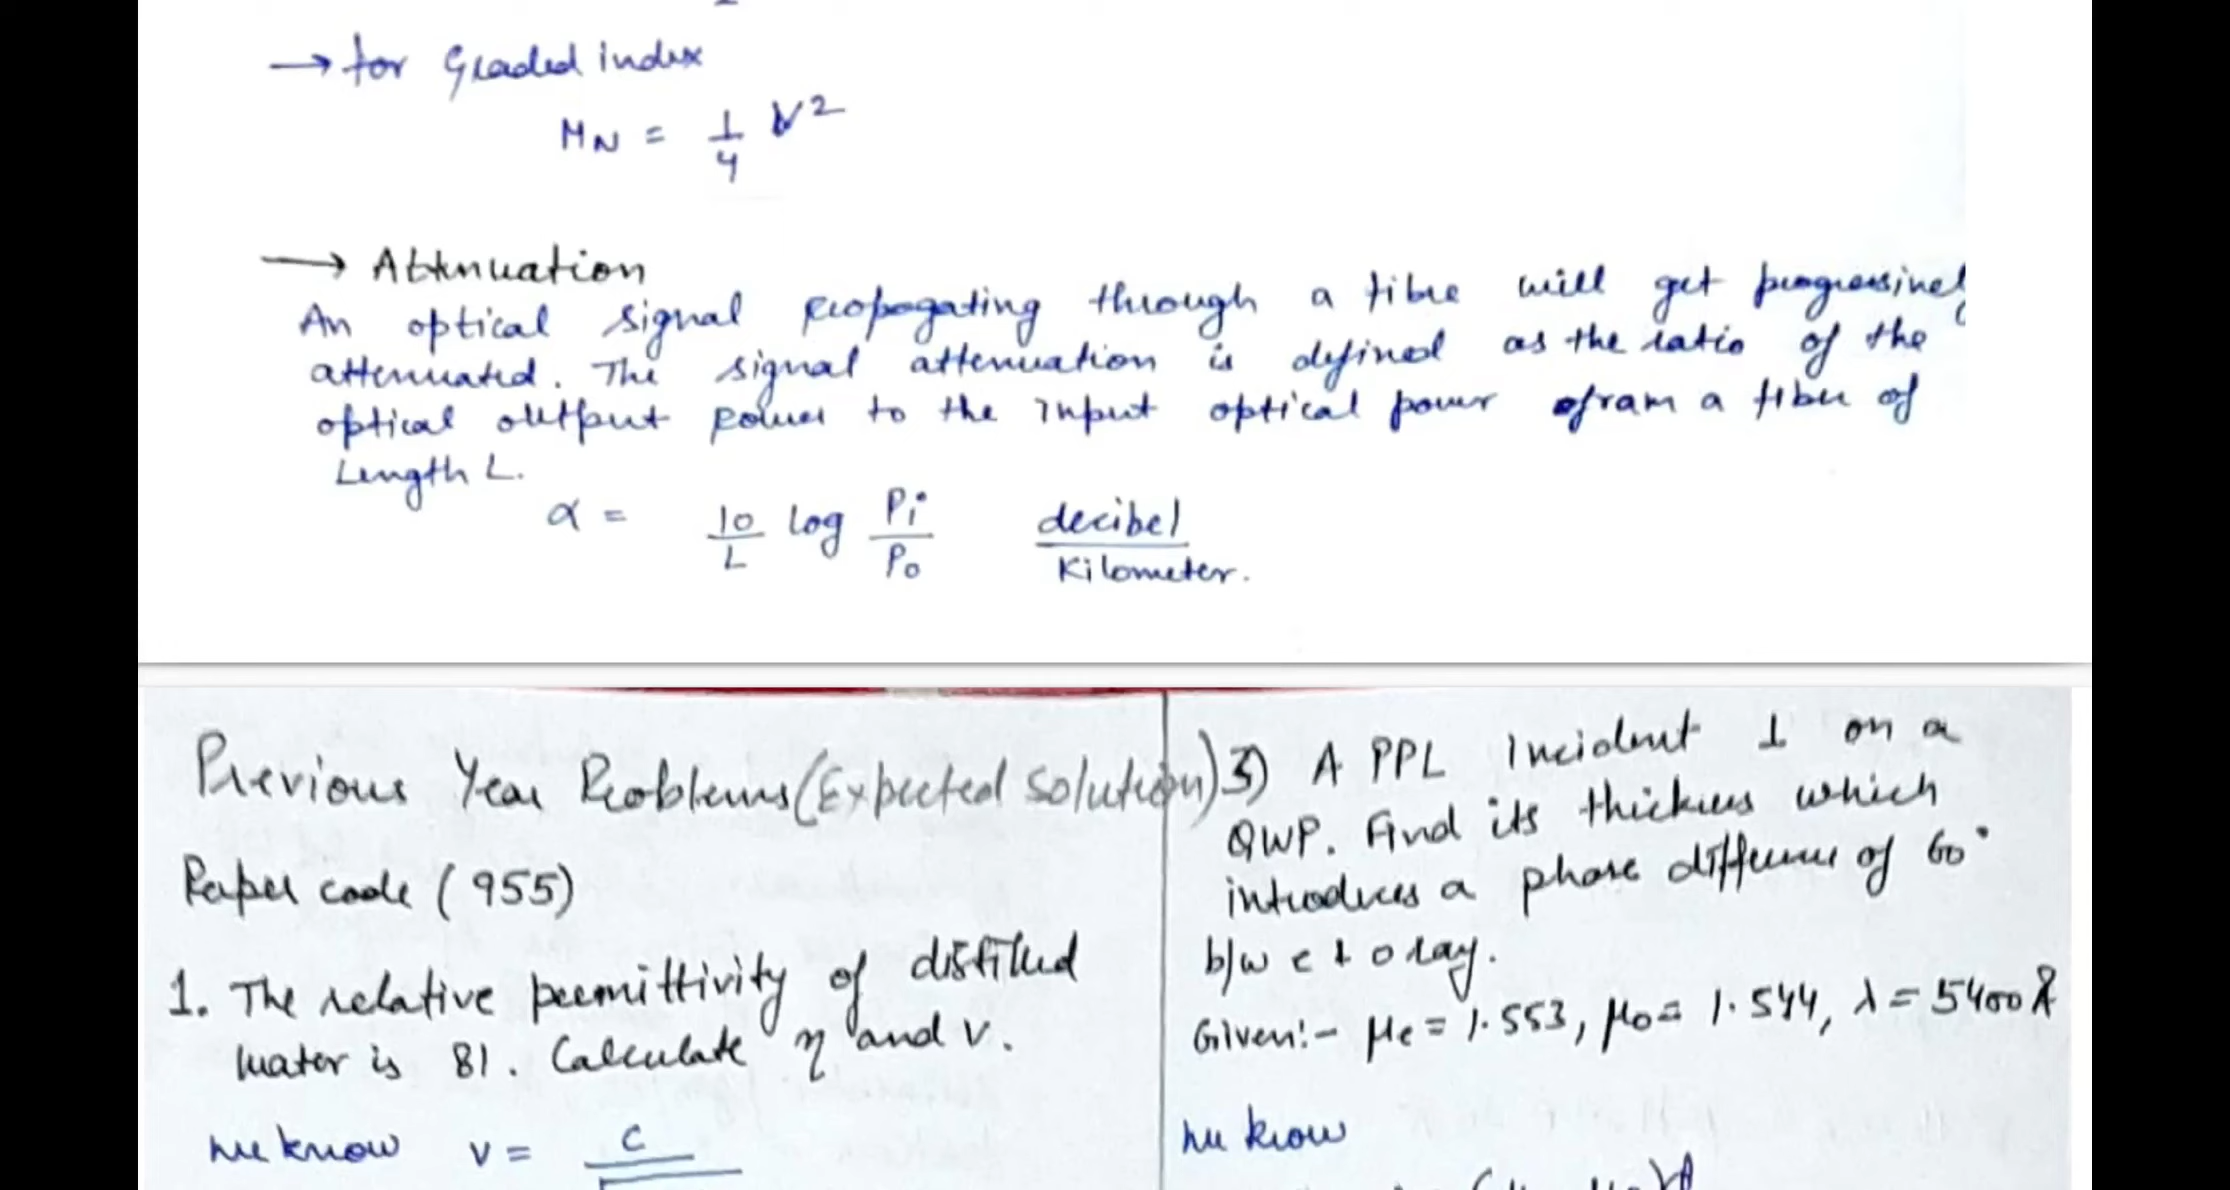 → for Graded index
M_N = 1/4 V²
→ Attenuation
An optical signal propogating through a fibre will get progressively
attenuated. The signal attenuation is defined as the ratio of the
optical output power to the input optical power from a fiber of
Length L.
α = 10/L log Pi/Po decibel/Kilometer.
Previous Year Problems (Expected solution)
Paper code (955)
1. The relative permittivity of distilled
water is 81. Calculate η and v.
we know v = c
3) A PPL Incident ⊥ on a
QWP. Find its thickness which
introduces a phase difference of 60°
b/w e & o ray.
Given:- μe = 1.553, μo = 1.544, λ = 5400 Å
we know